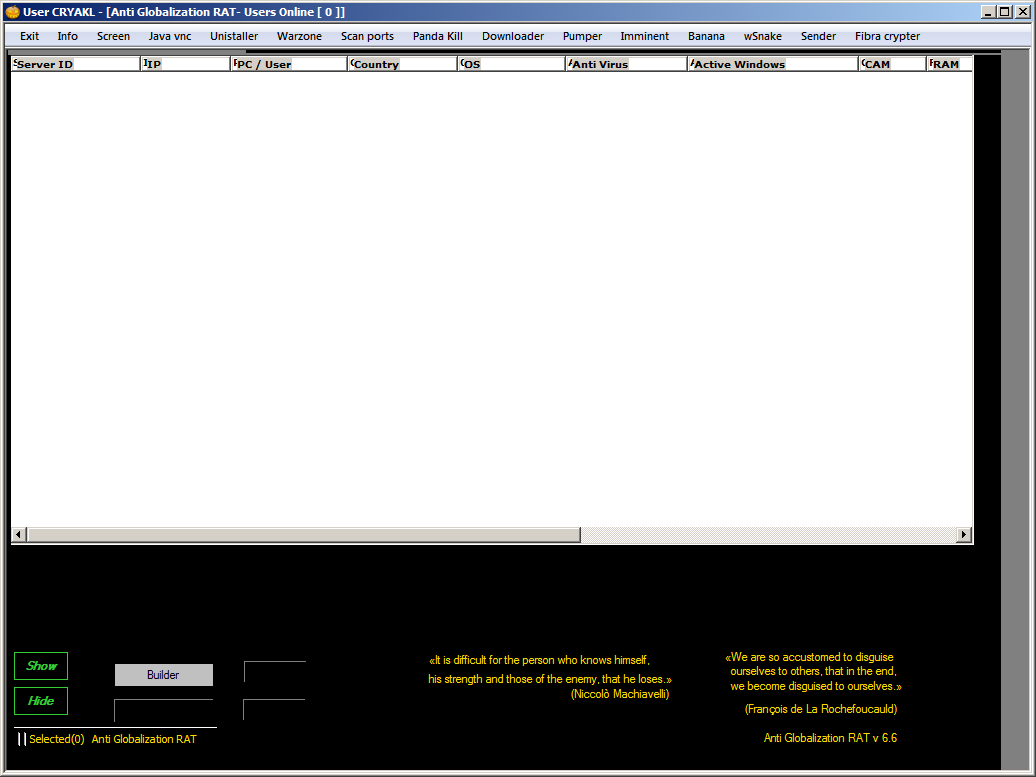 User CRYAKL - [Anti Globalization RAT- Users Online [ 0 ]]
Exit Info Screen Java vnc Unistaller Warzone Scan ports Panda Kill Downloader Pumper Imminent Banana wSnake Sender Fibra crypter
Server ID IP PC / User Country OS Anti Virus Active Windows CAM RAM
Show
Hide
Builder
«It is difficult for the person who knows himself,
his strength and those of the enemy, that he loses.»
(Niccolò Machiavelli)
«We are so accustomed to disguise
ourselves to others, that in the end,
we become disguised to ourselves.»
(François de La Rochefoucauld)
Selected(0) Anti Globalization RAT
Anti Globalization RAT v 6.6